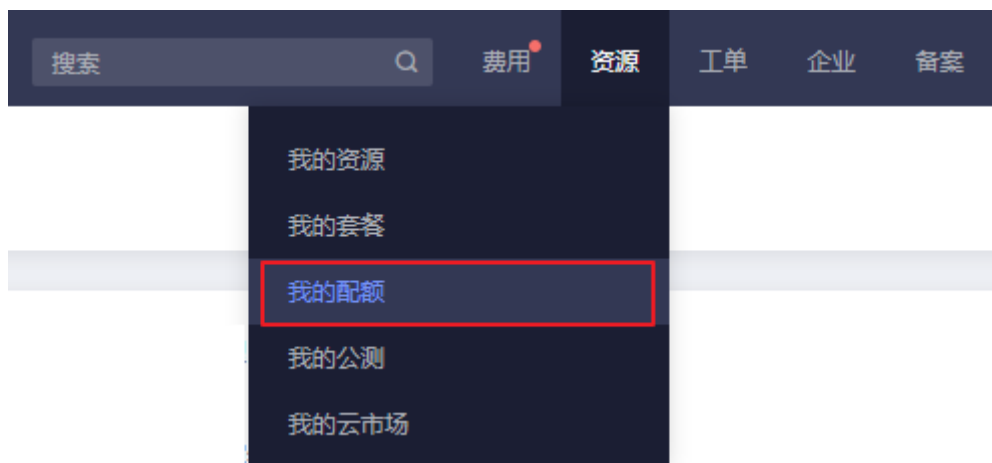 搜索 费用 资源 工单 企业 备案
我的资源
我的套餐
我的配额
我的公测
我的云市场